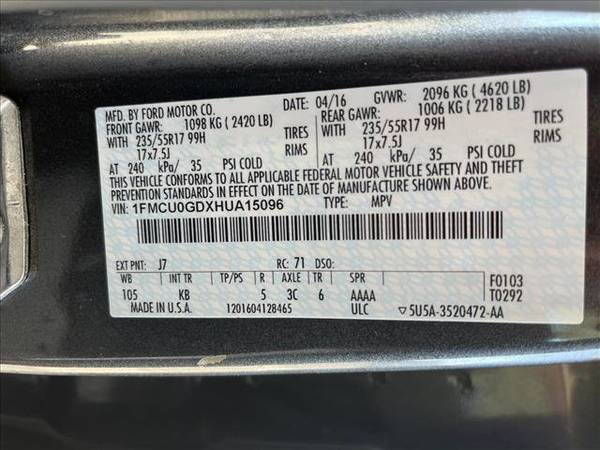 MFD. BY FORD MOTOR CO. DATE: 04/16 GVWR: 2096 KG ( 4620 LB)
FRONT GAWR: 1098 KG ( 2420 LB) REAR GAWR: 1006 KG ( 2218 LB)
WITH 235/55R17 99H TIRES WITH 235/55R17 99H TIRES
17x7.5J RIMS 17x7.5J RIMS
AT 240 kPa/ 35 PSI COLD AT 240 kPa/ 35 PSI COLD
THIS VEHICLE CONFORMS TO ALL APPLICABLE FEDERAL MOTOR VEHICLE SAFETY AND THEFT
PREVENTION STANDARDS IN EFFECT ON THE DATE OF MANUFACTURE SHOWN ABOVE.
VIN: 1FMCU0GDXHUA15096 TYPE: MPV
EXT PNT: J7 RC: 71 DSO:
WB INT TR TP/PS R AXLE TR SPR F0103
105 KB 5 3C 6 AAAA T0292
MADE IN U.S.A. 1201604128465 ULC ▽5U5A-3520472-AA